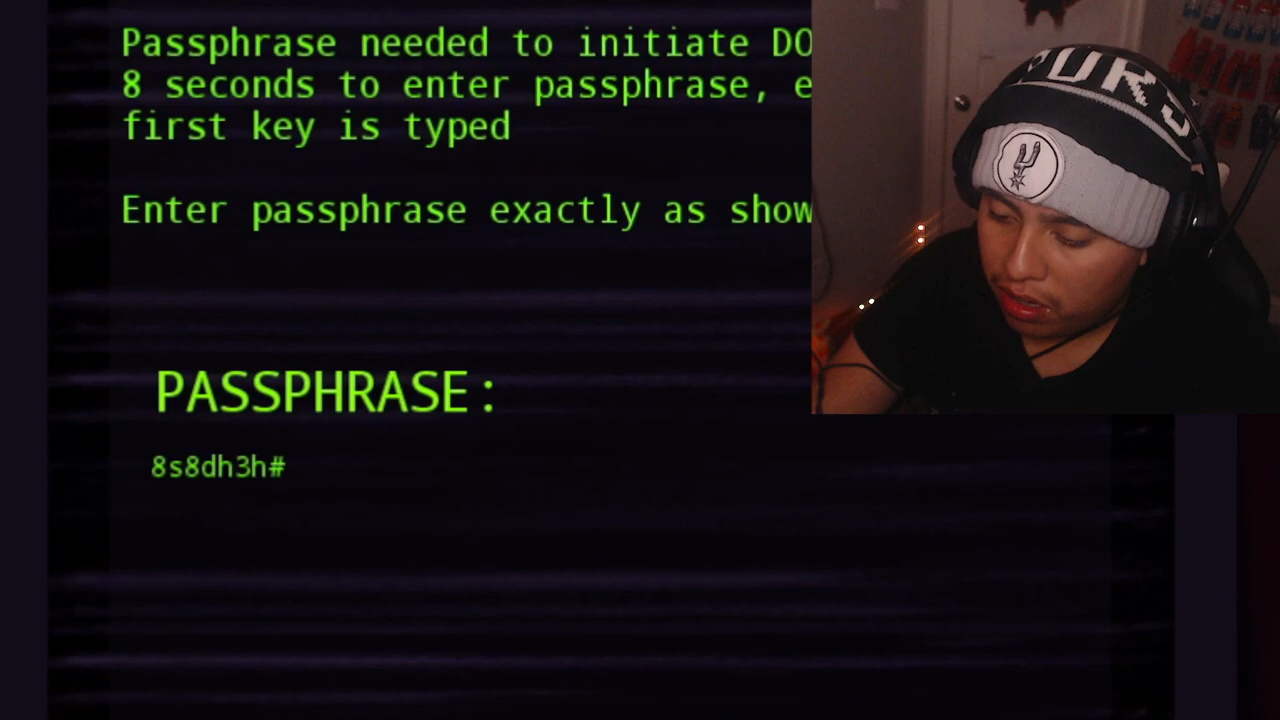 Passphrase needed to initiate DO
8 seconds to enter passphrase, e
first key is typed
Enter passphrase exactly as show
PASSPHRASE:
8s8dh3h#